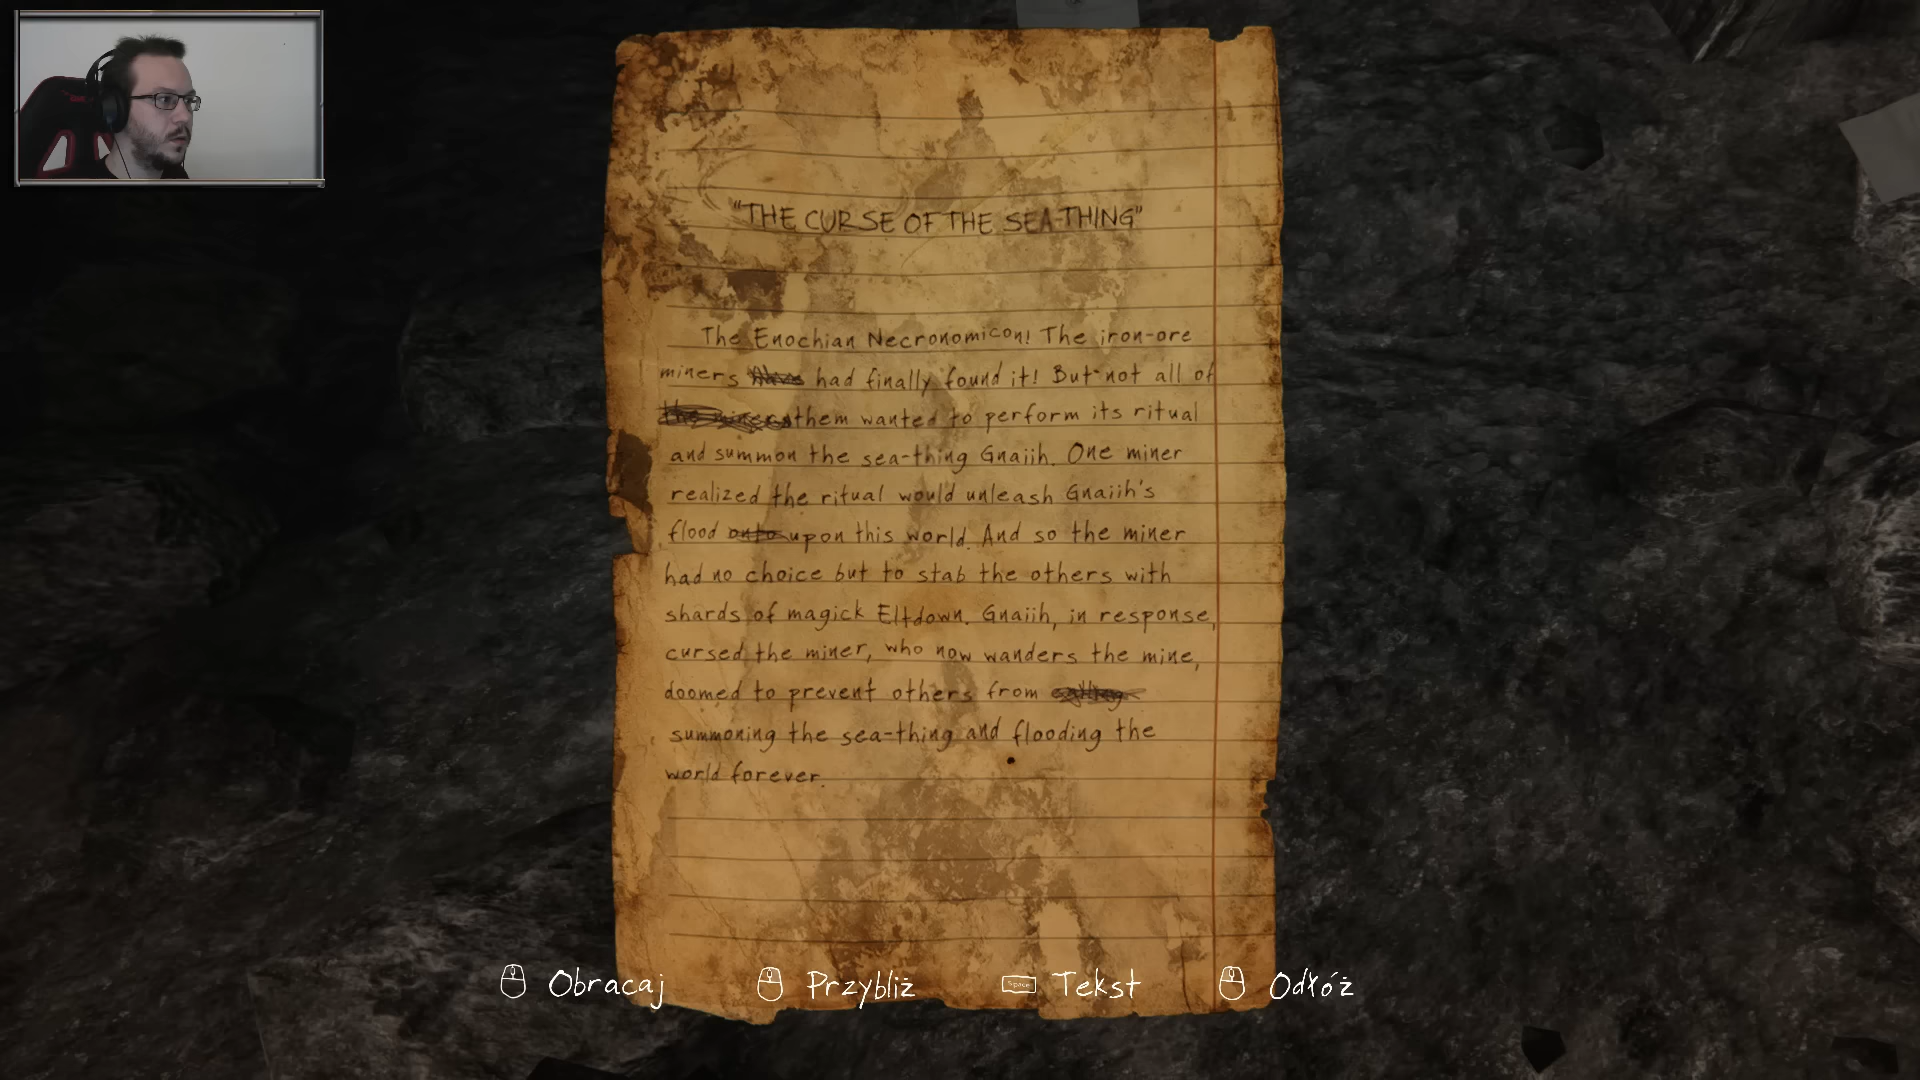 "THE CURSE OF THE SEA-THING"
The Enochian Necronomicon! The iron-ore
miners had finally found it! But not all of
the miners them wanted to perform its ritual
and summon the sea-thing Gnaiih. One miner
realized the ritual would unleash Gnaiih's
flood onto upon this world. And so the miner
had no choice but to stab the others with
shards of magick Eltdown. Gnaiih, in response,
cursed the miner, who now wanders the mine,
doomed to prevent others from
summoning the sea-thing and flooding the
world forever.
Obracaj Przybliż Space Tekst Odłóż